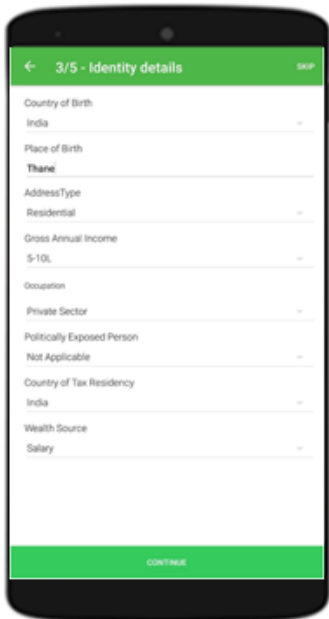 3/5 - Identity details
SKIP
Country of Birth
India
Place of Birth
Thane
AddressType
Residential
Gross Annual Income
5-10L
Occupation
Private Sector
Politically Exposed Person
Not Applicable
Country of Tax Residency
India
Wealth Source
Salary
CONTINUE